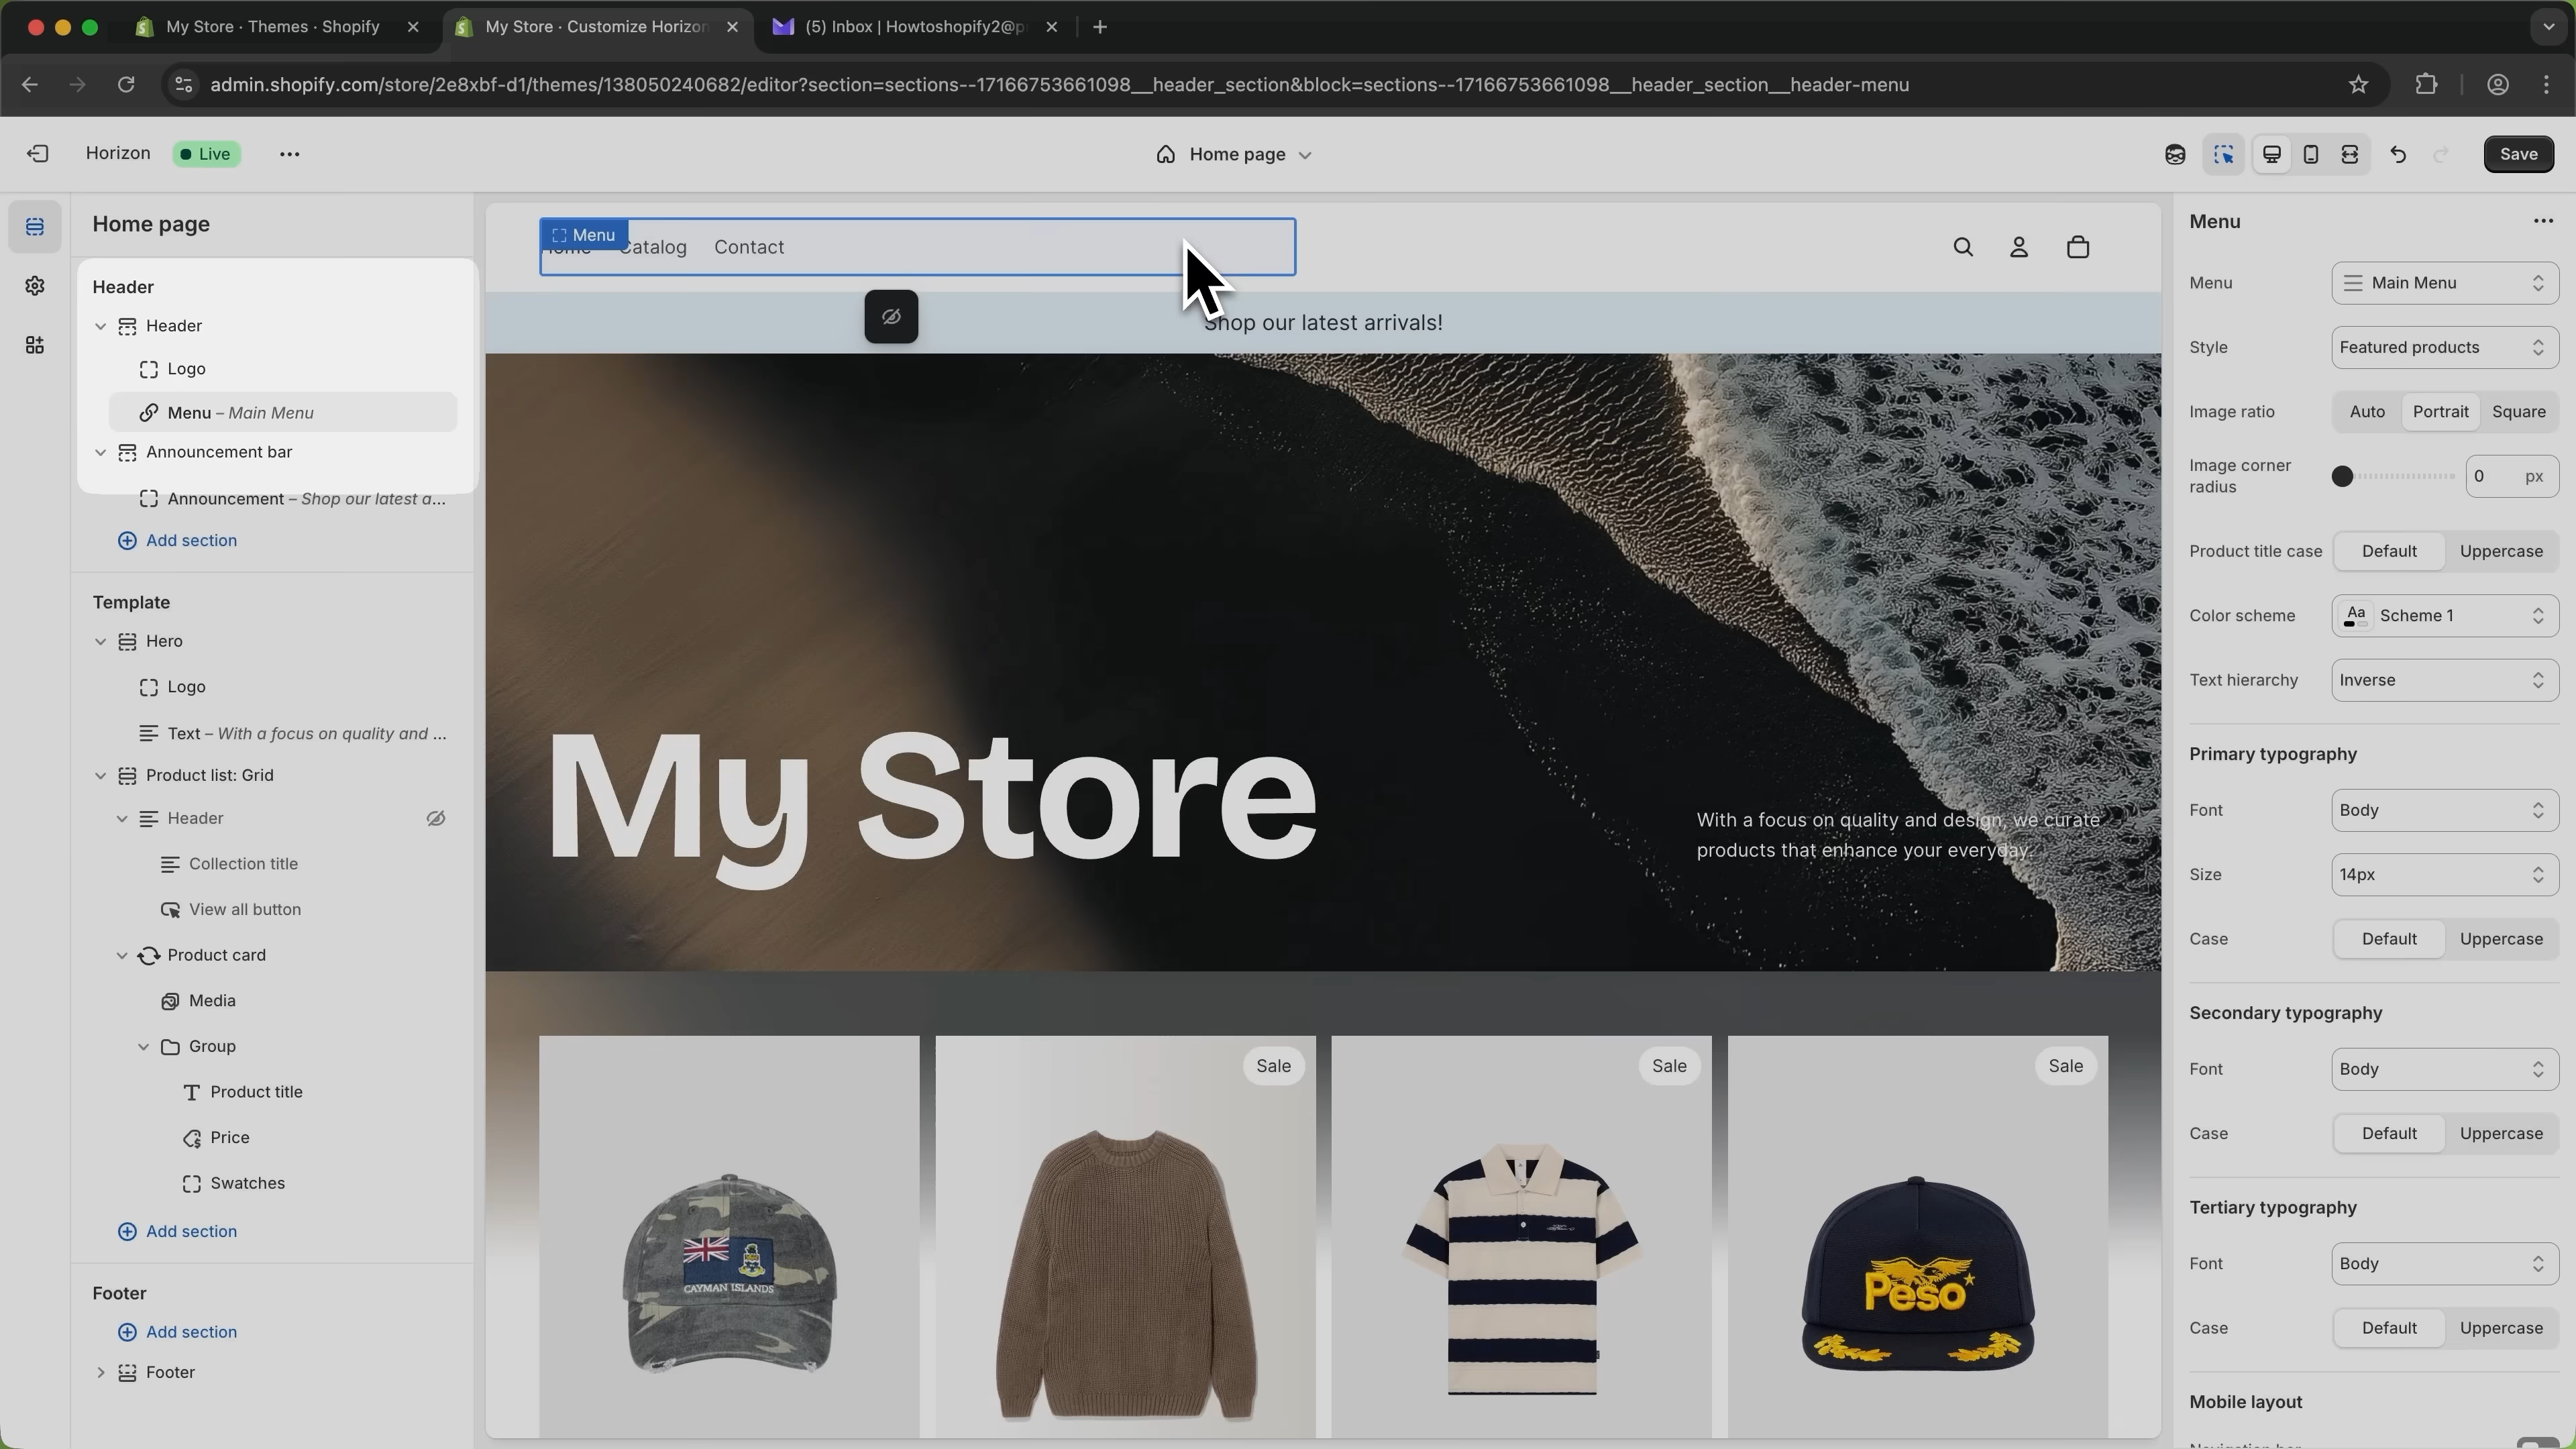 My Store · Themes · Shopify
My Store · Customize Horizon
(5) Inbox | Howtoshopify2@p
admin.shopify.com/store/2e8xbf-d1/themes/138050240682/editor?section=sections--17166753661098__header_section&block=sections--17166753661098__header_section__header-menu
Horizon
Live
Home page
Save
Home page
Header
Header
Logo
Menu – Main Menu
Announcement bar
Announcement – Shop our latest a...
Add section
Template
Hero
Logo
Text – With a focus on quality and ...
Product list: Grid
Header
Collection title
View all button
Product card
Media
Group
Product title
Price
Swatches
Add section
Footer
Add section
Footer
Menu
Home Catalog Contact
Shop our latest arrivals!
My Store
With a focus on quality and design, we curate
products that enhance your everyday.
Sale
Sale
Sale
CAYMAN ISLANDS
Peso
Menu
Menu Main Menu
Style Featured products
Image ratio Auto Portrait Square
Image corner
radius
0 px
Product title case Default Uppercase
Color scheme Aa Scheme 1
Text hierarchy Inverse
Primary typography
Font Body
Size 14px
Case Default Uppercase
Secondary typography
Font Body
Case Default Uppercase
Tertiary typography
Font Body
Case Default Uppercase
Mobile layout